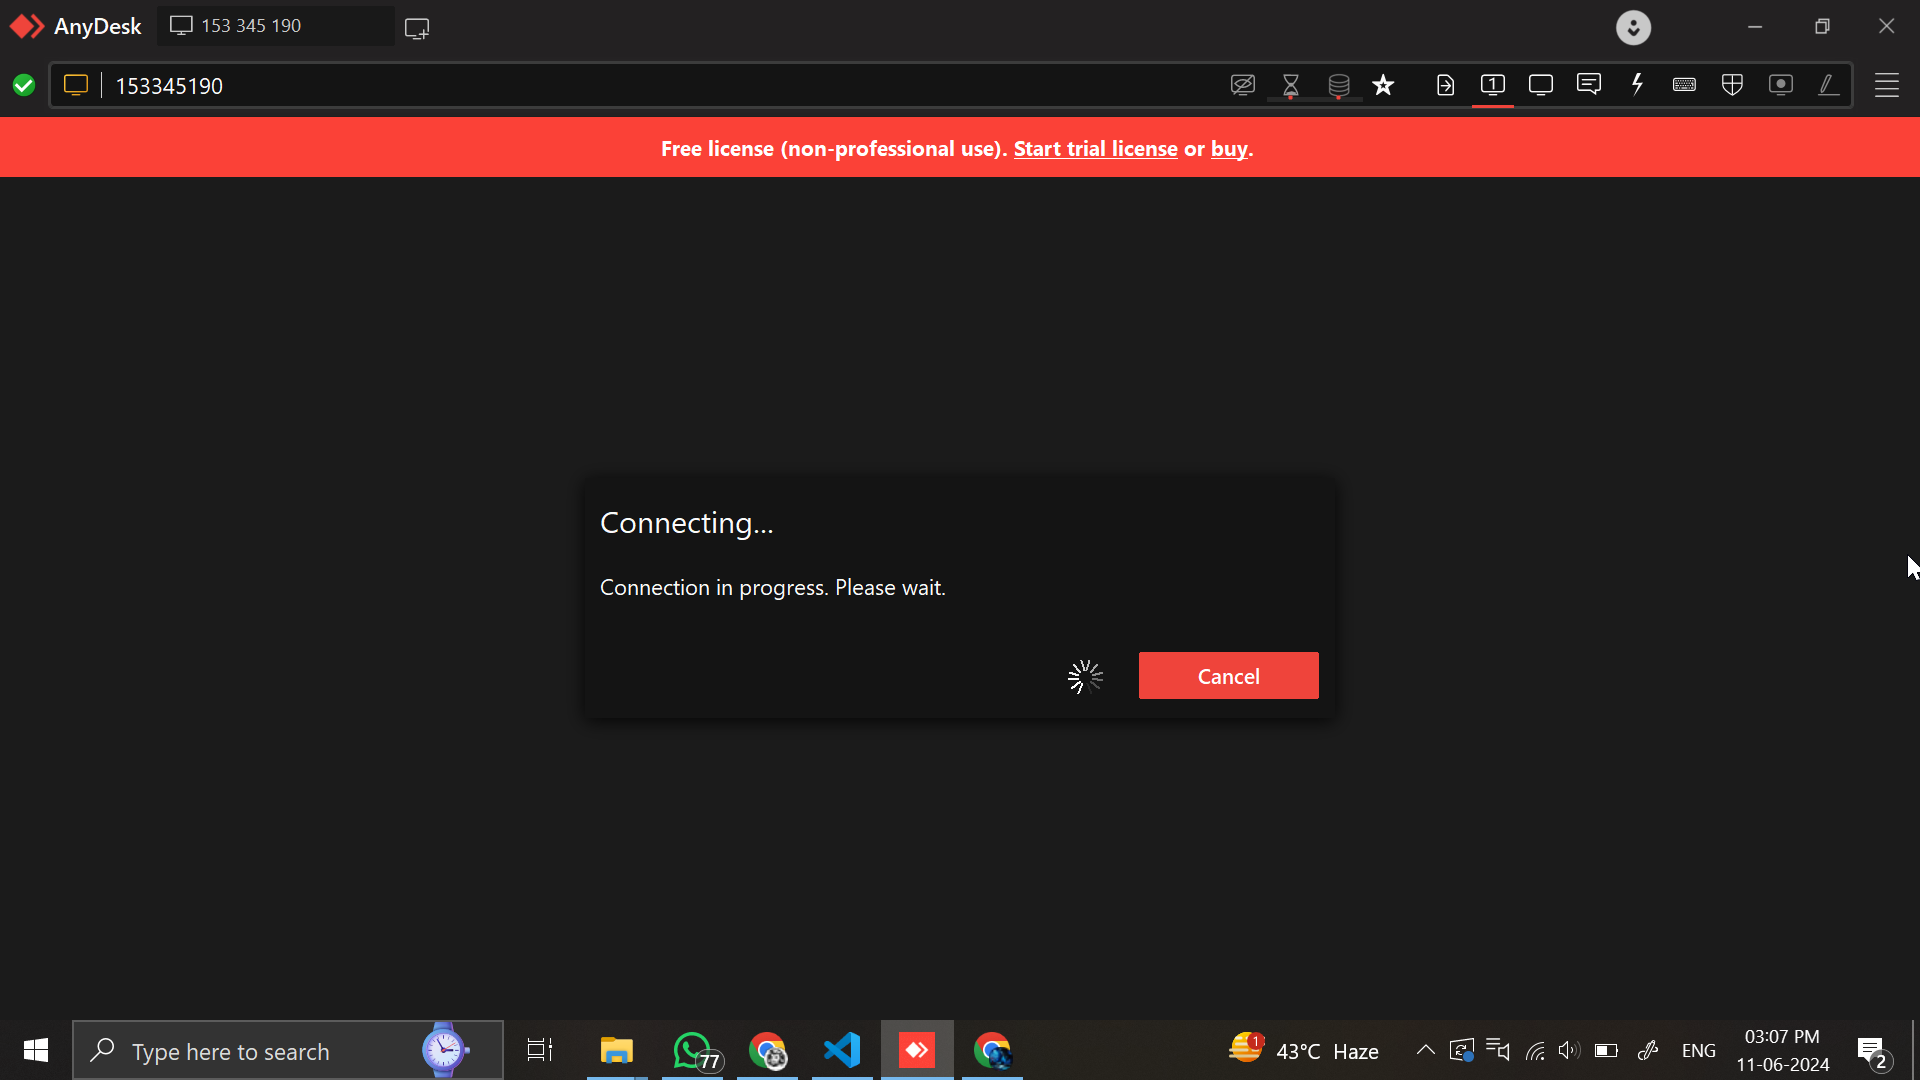 AnyDesk
153 345 190
153345190
1
Free license (non-professional use). Start trial license or buy.
Connecting...
Connection in progress. Please wait.
Cancel
Type here to search
77
1
43°C Haze
ENG
03:07 PM
11-06-2024
2